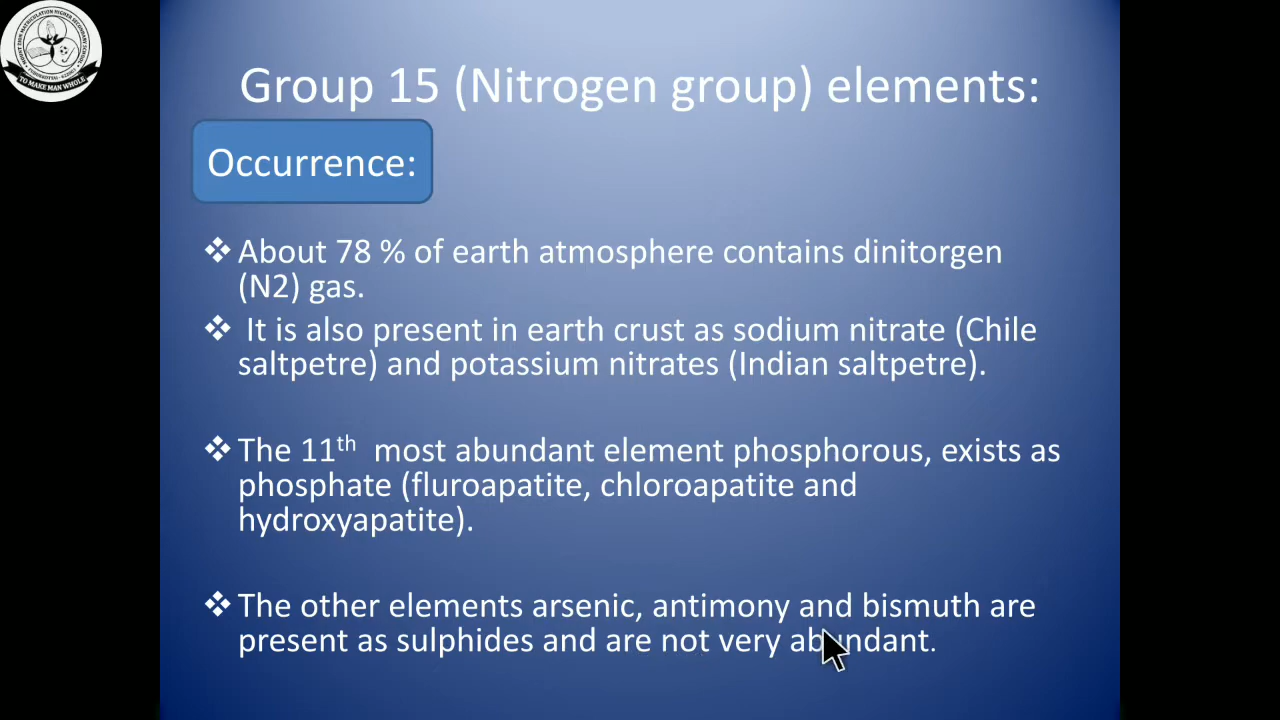 TO MAKE MAN WHOLE
Group 15 (Nitrogen group) elements:
Occurrence:
❖ About 78 % of earth atmosphere contains dinitorgen
(N2) gas.
❖ It is also present in earth crust as sodium nitrate (Chile
saltpetre) and potassium nitrates (Indian saltpetre).
❖ The 11th most abundant element phosphorous, exists as
phosphate (fluroapatite, chloroapatite and
hydroxyapatite).
❖ The other elements arsenic, antimony and bismuth are
present as sulphides and are not very abundant.